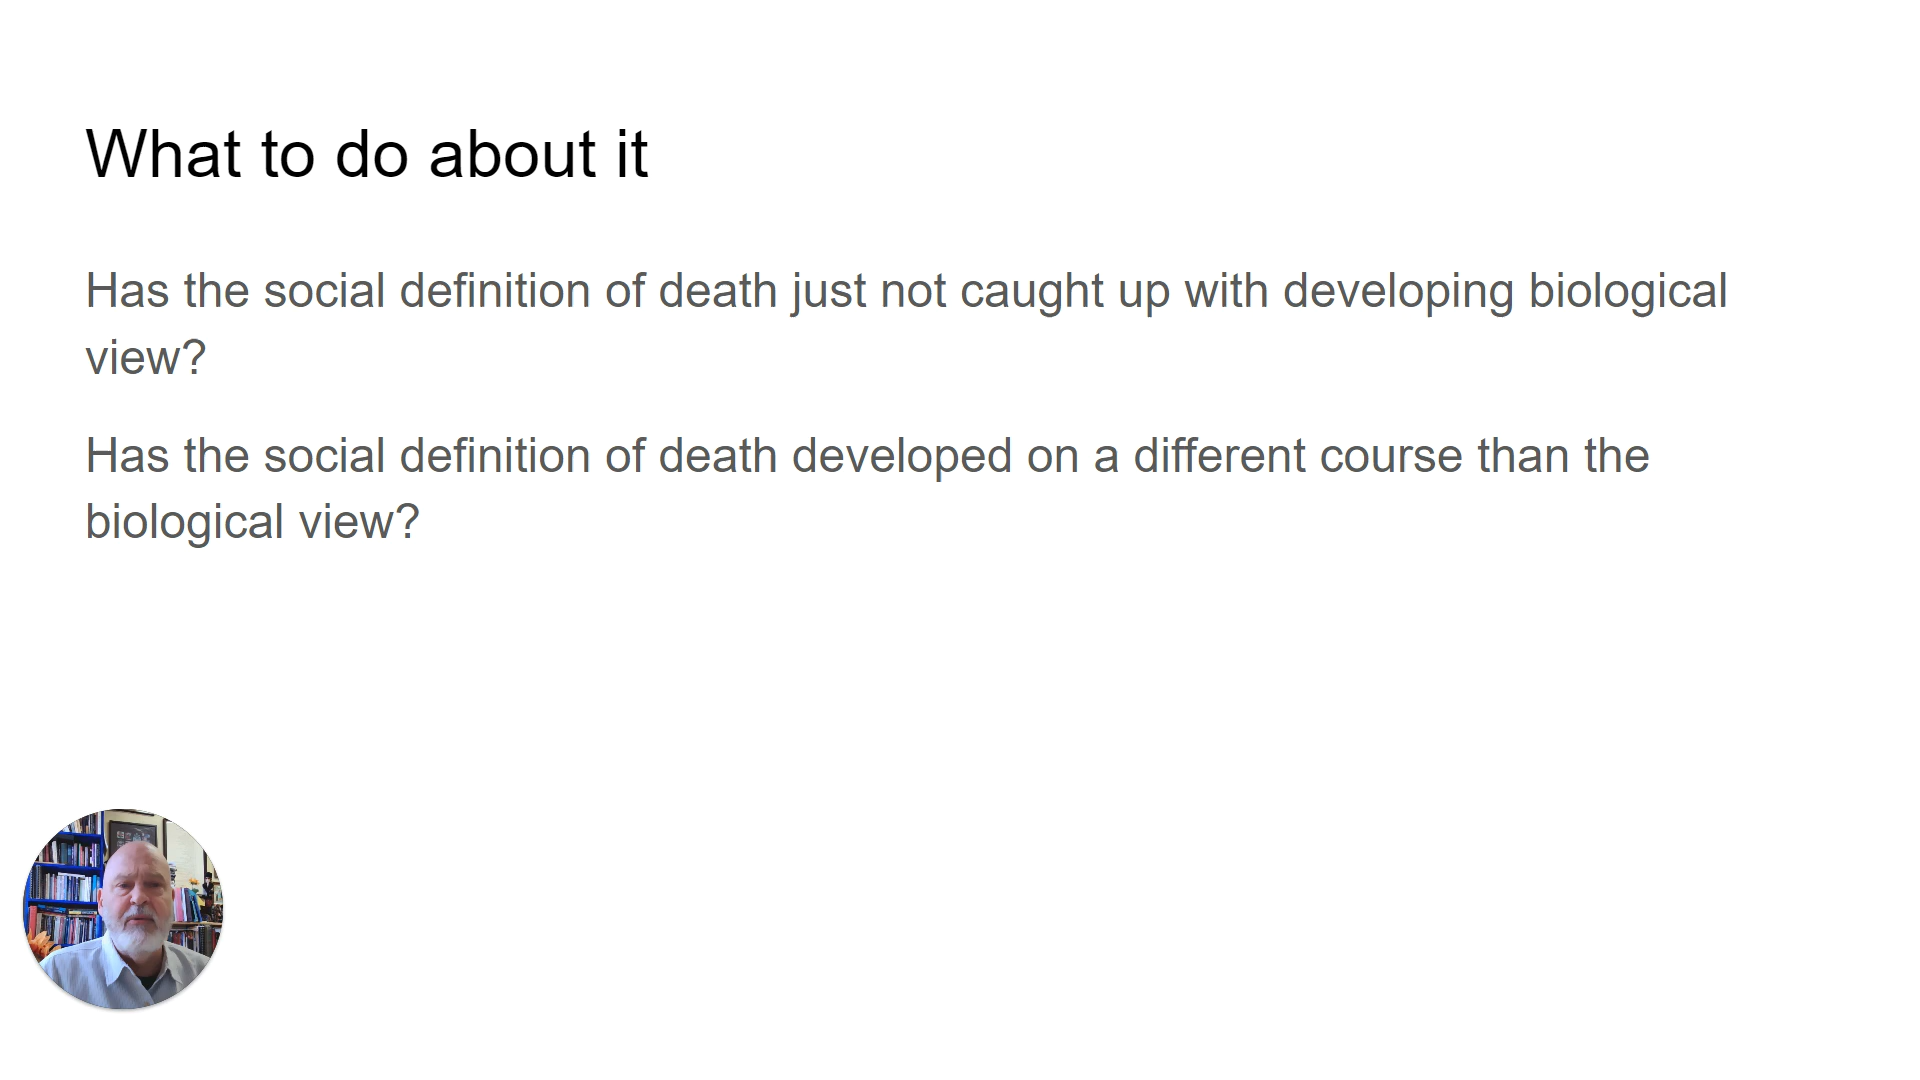 What to do about it
Has the social definition of death just not caught up with developing biological
view?
Has the social definition of death developed on a different course than the
biological view?